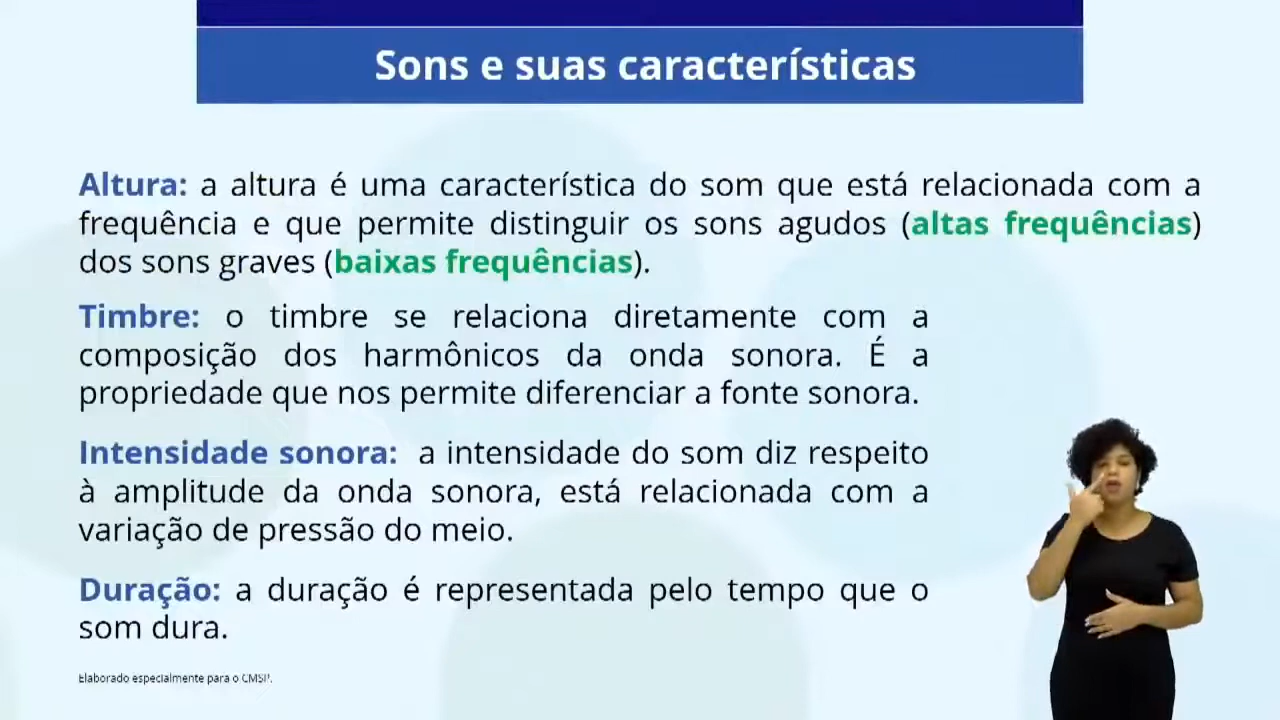 Sons e suas características
Altura: a altura é uma característica do som que está relacionada com a
frequência e que permite distinguir os sons agudos (altas frequências)
dos sons graves (baixas frequências).
Timbre: o timbre se relaciona diretamente com a
composição dos harmônicos da onda sonora. É a
propriedade que nos permite diferenciar a fonte sonora.
Intensidade sonora: a intensidade do som diz respeito
à amplitude da onda sonora, está relacionada com a
variação de pressão do meio.
Duração: a duração é representada pelo tempo que o
som dura.
Elaborado especialmente para o CMSP.